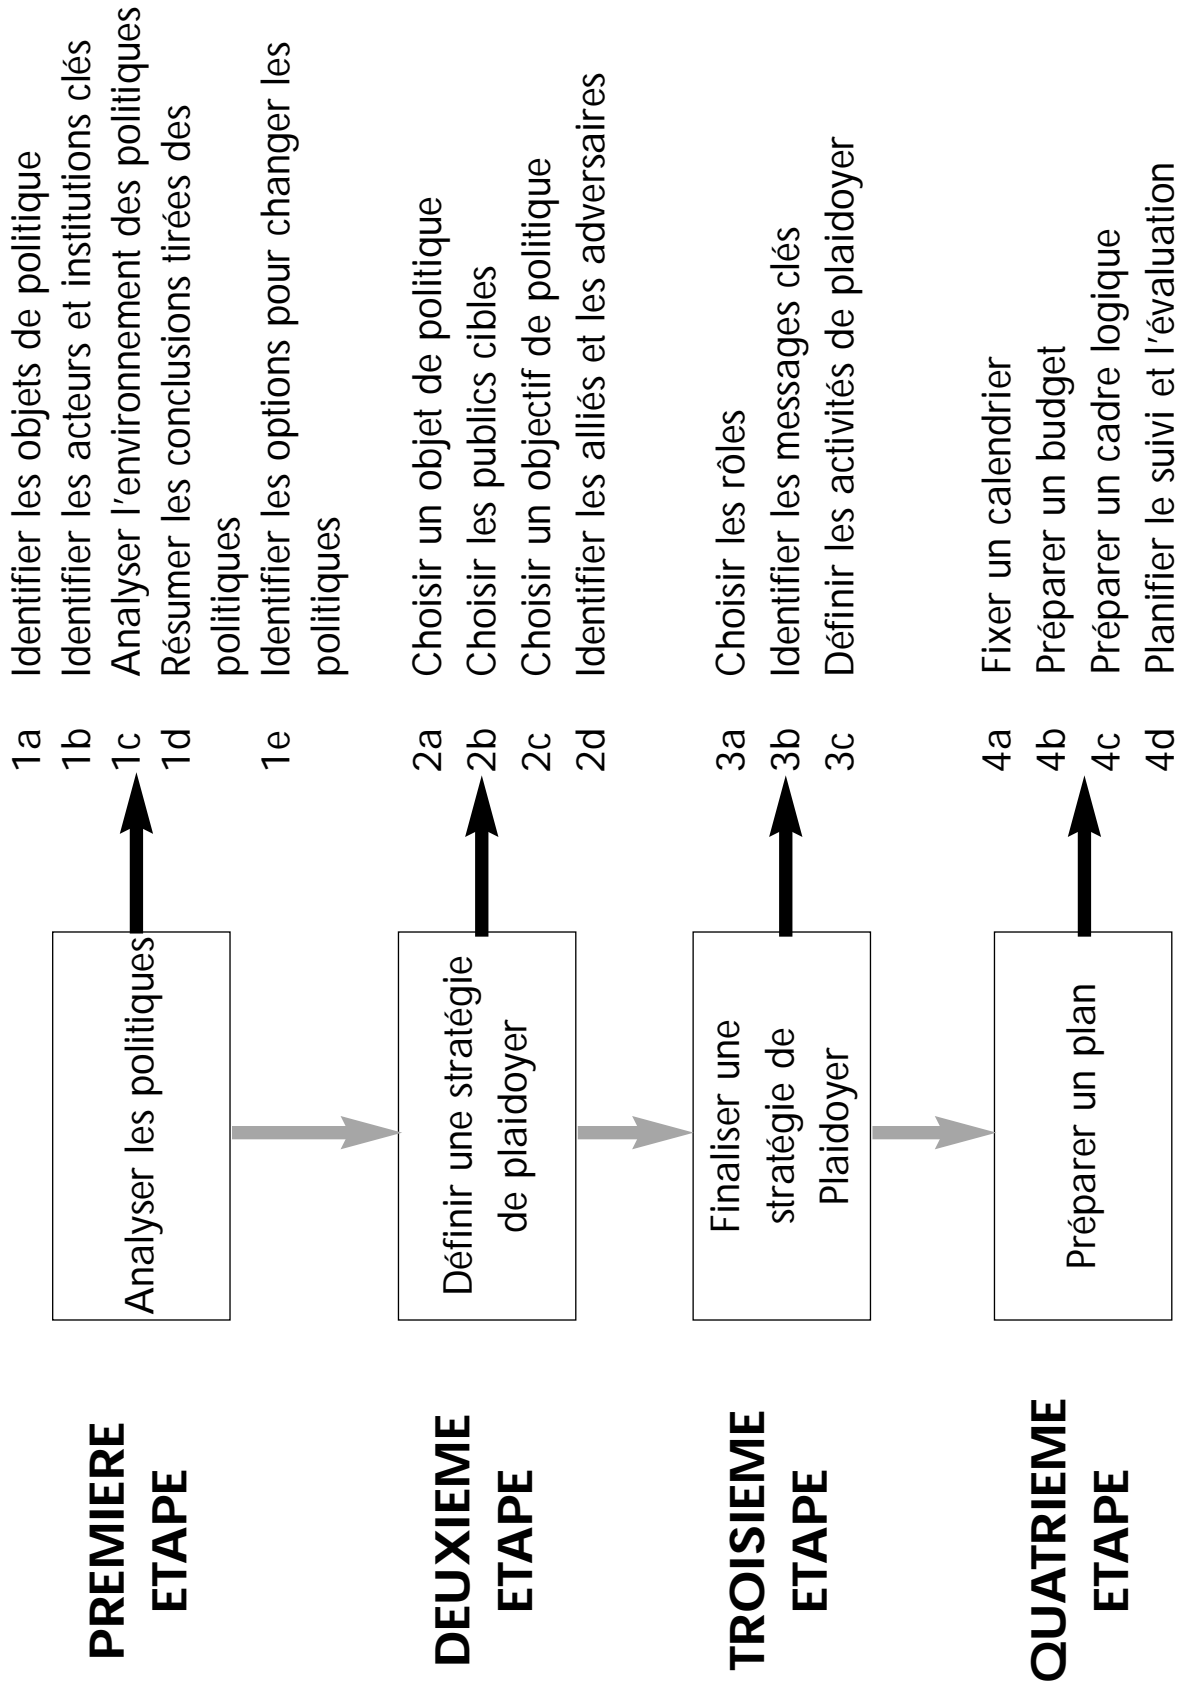 PREMIERE
ETAPE
Analyser les politiques
1a Identifier les objets de politique
1b Identifier les acteurs et institutions clés
1c Analyser l'environnement des politiques
1d Résumer les conclusions tirées des
politiques
1e Identifier les options pour changer les
politiques
DEUXIEME
ETAPE
Définir une stratégie
de plaidoyer
2a Choisir un objet de politique
2b Choisir les publics cibles
2c Choisir un objectif de politique
2d Identifier les alliés et les adversaires
TROISIEME
ETAPE
Finaliser une
stratégie de
Plaidoyer
3a Choisir les rôles
3b Identifier les messages clés
3c Définir les activités de plaidoyer
QUATRIEME
ETAPE
Préparer un plan
4a Fixer un calendrier
4b Préparer un budget
4c Préparer un cadre logique
4d Planifier le suivi et l'évaluation